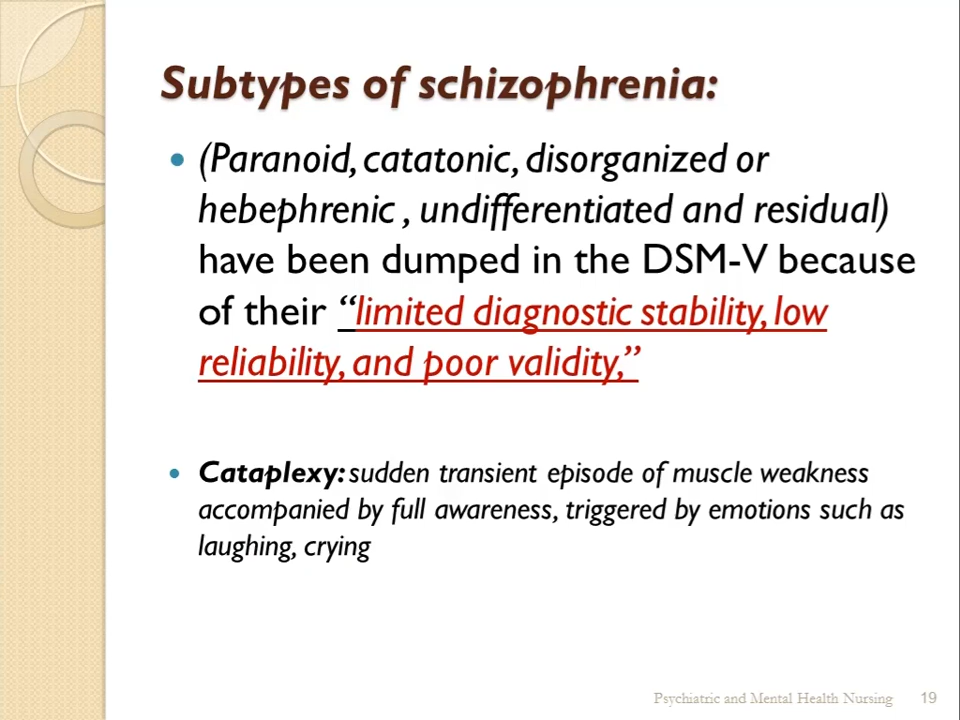 Subtypes of schizophrenia:
• (Paranoid, catatonic, disorganized or
hebephrenic , undifferentiated and residual)
have been dumped in the DSM-V because
of their “limited diagnostic stability, low
reliability, and poor validity,”
• Cataplexy: sudden transient episode of muscle weakness
accompanied by full awareness, triggered by emotions such as
laughing, crying
Psychiatric and Mental Health Nursing 19